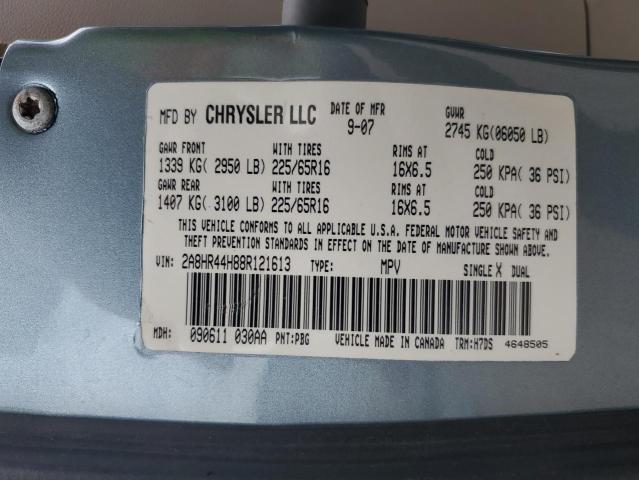 MFD BY CHRYSLER LLC DATE OF MFR GVWR
9-07 2745 KG(06050 LB)
GAWR FRONT WITH TIRES RIMS AT COLD
1339 KG( 2950 LB) 225/65R16 16X6.5 250 KPA( 36 PSI)
GAWR REAR WITH TIRES RIMS AT COLD
1407 KG( 3100 LB) 225/65R16 16X6.5 250 KPA( 36 PSI)
THIS VEHICLE CONFORMS TO ALL APPLICABLE U.S.A. FEDERAL MOTOR VEHICLE SAFETY AND
THEFT PREVENTION STANDARDS IN EFFECT ON THE DATE OF MANUFACTURE SHOWN ABOVE.
VIN: 2A8HR44H88R121613 TYPE: MPV SINGLE X DUAL
MDH: 090611 030AA PNT:PBG VEHICLE MADE IN CANADA TRM:H7DS 4648505